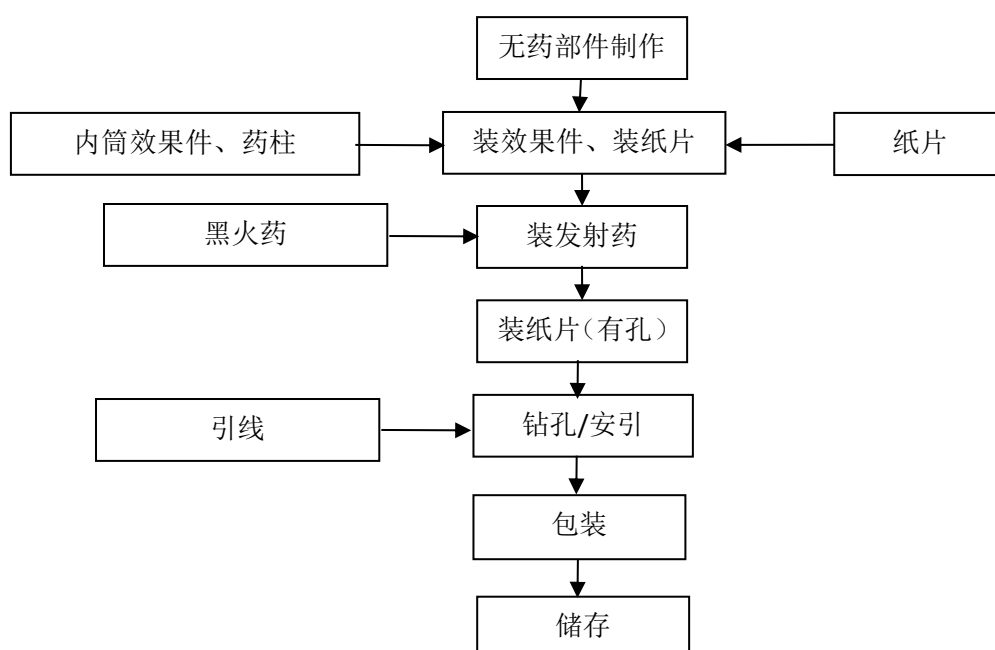 无药部件制作
内筒效果件、药柱
装效果件、装纸片
纸片
黑火药
装发射药
装纸片（有孔）
引线
钻孔/安引
包装
储存